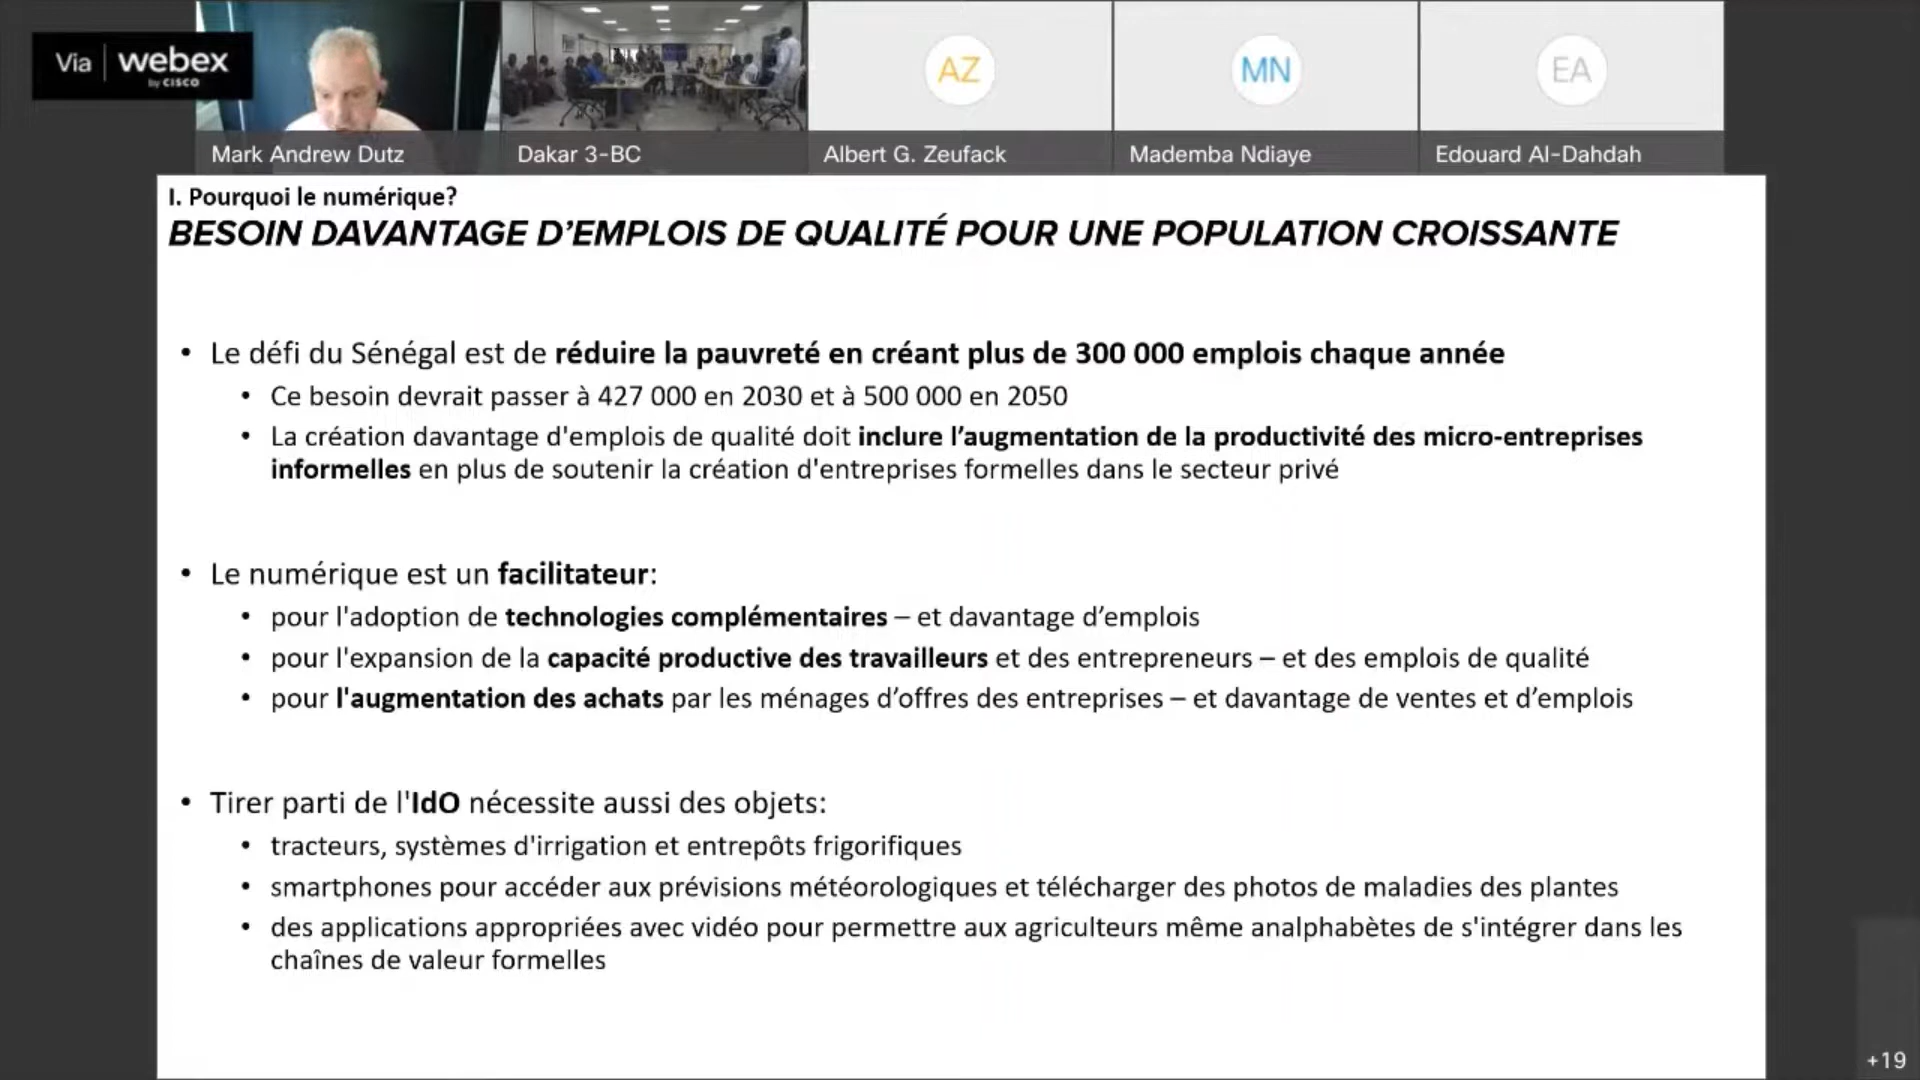 Via webex
by CISCO
AZ
MN
EA
Mark Andrew Dutz
Dakar 3-BC
Albert G. Zeufack
Mademba Ndiaye
Edouard Al-Dahdah
I. Pourquoi le numérique?
BESOIN DAVANTAGE D’EMPLOIS DE QUALITÉ POUR UNE POPULATION CROISSANTE
• Le défi du Sénégal est de réduire la pauvreté en créant plus de 300 000 emplois chaque année
• Ce besoin devrait passer à 427 000 en 2030 et à 500 000 en 2050
• La création davantage d'emplois de qualité doit inclure l’augmentation de la productivité des micro-entreprises
informelles en plus de soutenir la création d'entreprises formelles dans le secteur privé
• Le numérique est un facilitateur:
• pour l'adoption de technologies complémentaires – et davantage d’emplois
• pour l'expansion de la capacité productive des travailleurs et des entrepreneurs – et des emplois de qualité
• pour l'augmentation des achats par les ménages d’offres des entreprises – et davantage de ventes et d’emplois
• Tirer parti de l'IdO nécessite aussi des objets:
• tracteurs, systèmes d'irrigation et entrepôts frigorifiques
• smartphones pour accéder aux prévisions météorologiques et télécharger des photos de maladies des plantes
• des applications appropriées avec vidéo pour permettre aux agriculteurs même analphabètes de s'intégrer dans les
chaînes de valeur formelles
+19